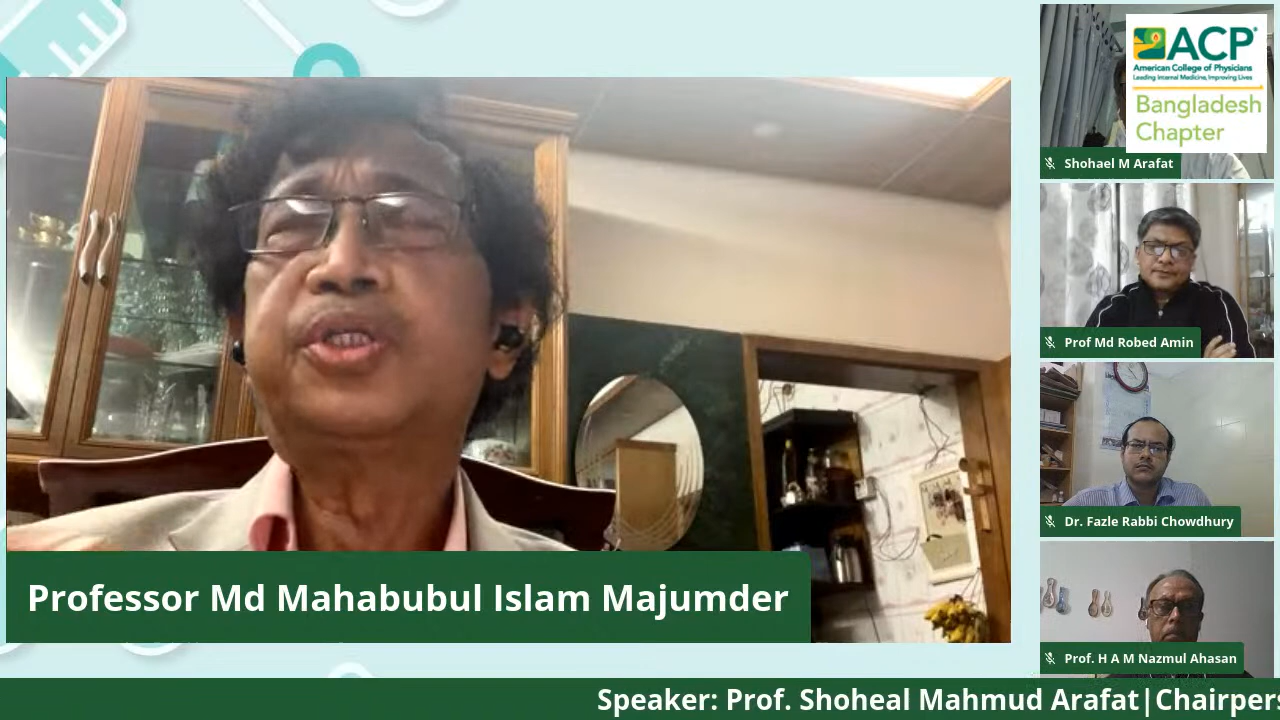 ACP
American College of Physicians
Leading Internal Medicine, Improving Lives
Bangladesh
Chapter
Shohael M Arafat
Prof Md Robed Amin
Dr. Fazle Rabbi Chowdhury
Prof. H A M Nazmul Ahasan
Professor Md Mahabubul Islam Majumder
Speaker: Prof. Shoheal Mahmud Arafat|Chairpers